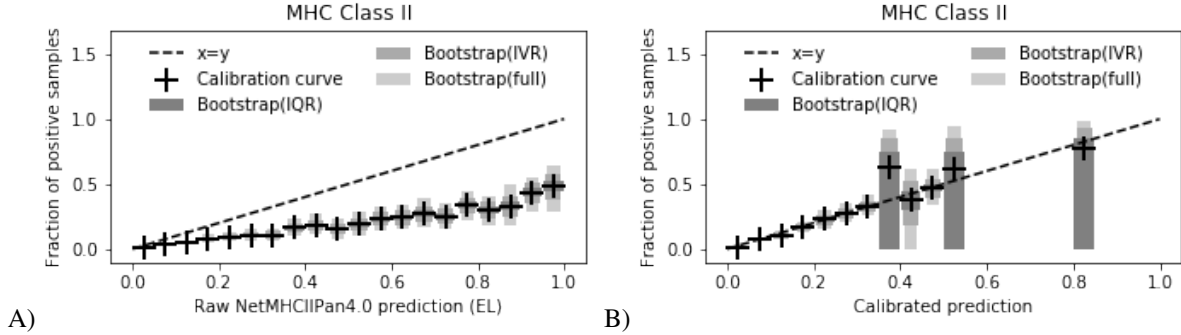 MHC Class II
1.5
1.0
0.5
0.0
Fraction of positive samples
x=y
Calibration curve
Bootstrap(IQR)
Bootstrap(IVR)
Bootstrap(full)
0.0 0.2 0.4 0.6 0.8 1.0
Raw NetMHCIIPan4.0 prediction (EL)
A)
MHC Class II
1.5
1.0
0.5
0.0
Fraction of positive samples
x=y
Calibration curve
Bootstrap(IQR)
Bootstrap(IVR)
Bootstrap(full)
0.0 0.2 0.4 0.6 0.8 1.0
Calibrated prediction
B)